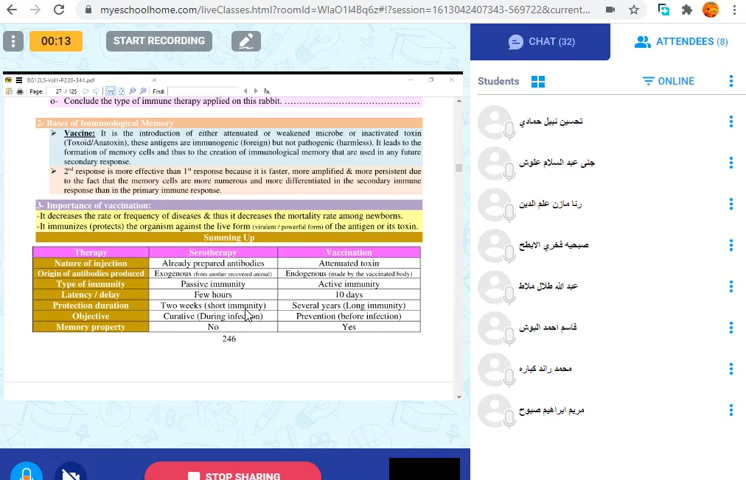 myeschoolhome.com/liveClasses.html?roomId=WlaO1I4Bq6z#!?session=1613042407343-569722&current...
00:13
START RECORDING
CHAT (32)
ATTENDEES (8)
BG12LS-Vol1-F220-344.pdf
Page: 27 / 125
Find:
o- Conclude the type of immune therapy applied on this rabbit.
2- Bases of Immunological Memory
Vaccine: It is the introduction of either attenuated or weakened microbe or inactivated toxin
(Toxoid/Anatoxin), these antigens are immunogenic (foreign) but not pathogenic (harmless). It leads to the
formation of memory cells and thus to the creation of immunological memory that are used in any future
secondary response.
2nd response is more effective than 1st response because it is faster, more amplified & more persistent due
to the fact that the memory cells are more numerous and more differentiated in the secondary immune
response than in the primary immune response.
3- Importance of vaccination:
-It decreases the rate or frequency of diseases & thus it decreases the mortality rate among newborns.
-It immunizes (protects) the organism against the live form (virulent / powerful form) of the antigen or its toxin.
Summing Up
Therapy Serotherapy Vaccination
Nature of injection Already prepared antibodies Attenuated toxin
Origin of antibodies produced Exogenous (from another recovered animal) Endogenous (made by the vaccinated body)
Type of immunity Passive immunity Active immunity
Latency / delay Few hours 10 days
Protection duration Two weeks (short immunity) Several years (Long immunity)
Objective Curative (During infection) Prevention (before infection)
Memory property No Yes
246
STOP SHARING
Students
ONLINE
تحسين نبيل حمادي
جنى عبد السلام علوش
رنا مازن علم الدين
صبحيه فخري الابطح
عبد الله طلال ملاط
قاسم احمد البوش
محمد رائد كباره
مريم ابراهيم صبوح